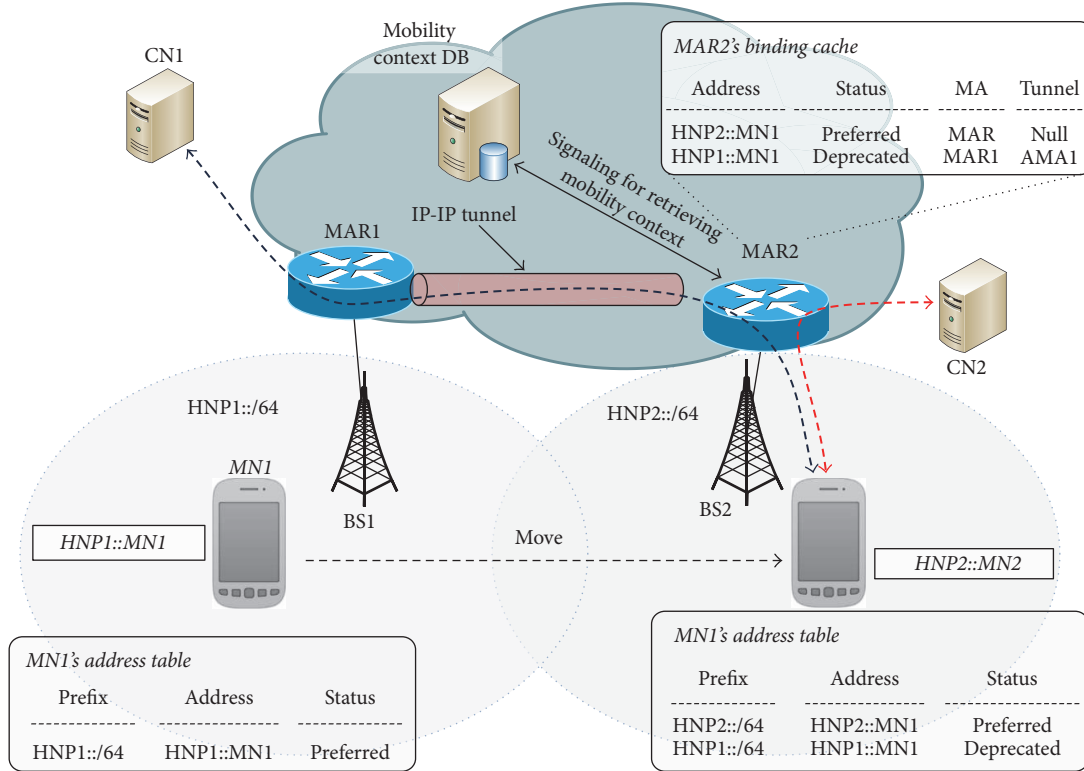 CN1
Mobility
context DB
MAR2's binding cache
Address Status MA Tunnel
HNP2::MN1 Preferred MAR Null
HNP1::MN1 Deprecated MAR1 AMA1
Signaling for retrieving
mobility context
IP-IP tunnel
MAR1
MAR2
CN2
HNP1::/64
HNP2::/64
MN1
BS1
BS2
HNP1::MN1
Move
HNP2::MN2
MN1's address table
Prefix Address Status
HNP1::/64 HNP1::MN1 Preferred
MN1's address table
Prefix Address Status
HNP2::/64 HNP2::MN1 Preferred
HNP1::/64 HNP1::MN1 Deprecated